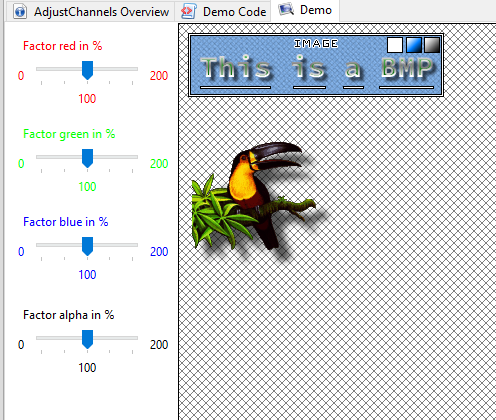 AdjustChannels Overview
Demo Code
Demo
Factor red in %
0
200
100
Factor green in %
0
200
100
Factor blue in %
0
200
100
Factor alpha in %
0
200
100
IMAGE
This is a BMP